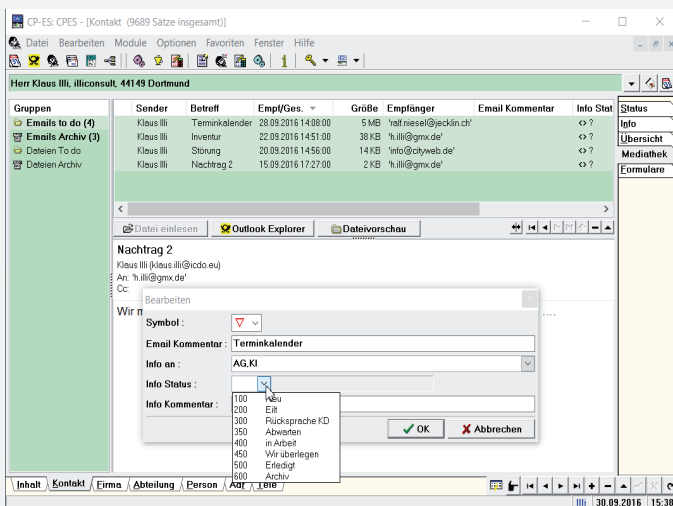 CP-ES: CPES - [Kontakt (9689 Sätze insgesamt)]
Datei Bearbeiten Module Optionen Favoriten Fenster Hilfe
Herr Klaus Illi, illiconsult, 44149 Dortmund
Gruppen Sender Betreff Empf/Ges. Größe Empfänger Email Kommentar Info Stat Status
Emails to do (4) Klaus Illi Terminkalender 28.09.2016 14:08:00 5 MB 'ralf.niesel@jecklin.ch' <> ? Info
Emails Archiv (3) Klaus Illi Inventur 22.09.2016 14:51:00 38 KB 'h.illi@gmx.de' <> ? Übersicht
Dateien To do Klaus Illi Störung 20.09.2016 14:56:00 14 KB 'info@cityweb.de' <> ? Mediathek
Dateien Archiv Klaus Illi Nachtrag 2 15.09.2016 17:27:00 2 KB 'h.illi@gmx.de' <> ? Formulare
Datei einlesen Outlook Explorer Dateivorschau
Nachtrag 2
Klaus Illi (klaus.illi@icdo.eu)
An: 'h.illi@gmx.de'
Cc:
Bearbeiten
Wir ....
Symbol :
Email Kommentar : Terminkalender
Info an : AG,KI
Info Status :
Info Kommentar :
100 Neu
200 Eilt
300 Rücksprache KD
350 Abwarten
400 in Arbeit
450 Wir überlegen
500 Erledigt
600 Archiv
OK Abbrechen
Inhalt Kontakt Firma Abteilung Person Adr Tele
Illi 30.09.2016 15:38